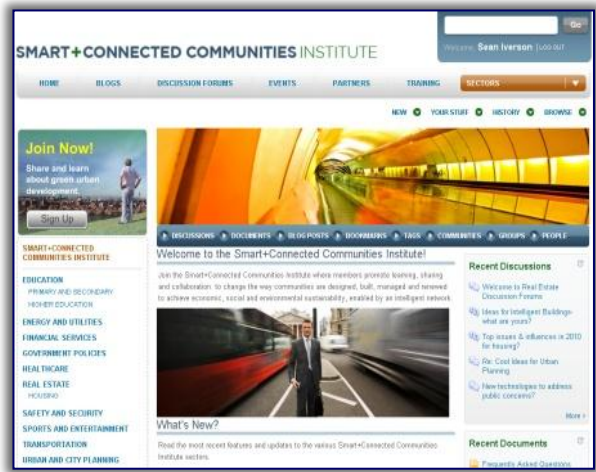 Go
Welcome, Sean Iverson | LOG OUT
SMART+CONNECTED COMMUNITIES INSTITUTE
HOME BLOGS DISCUSSION FORUMS EVENTS PARTNERS TRAINING SECTORS
NEW YOUR STUFF HISTORY BROWSE
Join Now!
Share and learn
about green urban
development.
Sign Up
DISCUSSIONS DOCUMENTS BLOG POSTS BOOKMARKS TAGS COMMUNITIES GROUPS PEOPLE
SMART+CONNECTED
COMMUNITIES INSTITUTE
EDUCATION
PRIMARY AND SECONDARY
HIGHER EDUCATION
ENERGY AND UTILITIES
FINANCIAL SERVICES
GOVERNMENT POLICIES
HEALTHCARE
REAL ESTATE
HOUSING
SAFETY AND SECURITY
SPORTS AND ENTERTAINMENT
TRANSPORTATION
URBAN AND CITY PLANNING
Welcome to the Smart+Connected Communities Institute!
Join the Smart+Connected Communities Institute where members promote learning, sharing
and collaboration to change the way communities are designed, built, managed and renewed
to achieve economic, social and environmental sustainability, enabled by an intelligent network.
What's New?
Read the most recent features and updates to the various Smart+Connected Communities
Institute sectors.
Recent Discussions
Welcome to Real Estate
Discussion Forums
Ideas for Intelligent Buildings-
what are yours?
Top issues & influences in 2010
for housing?
Re: Cool Ideas for Urban
Planning
New technologies to address
public concerns?
More >
Recent Documents
Frequently Asked Questions